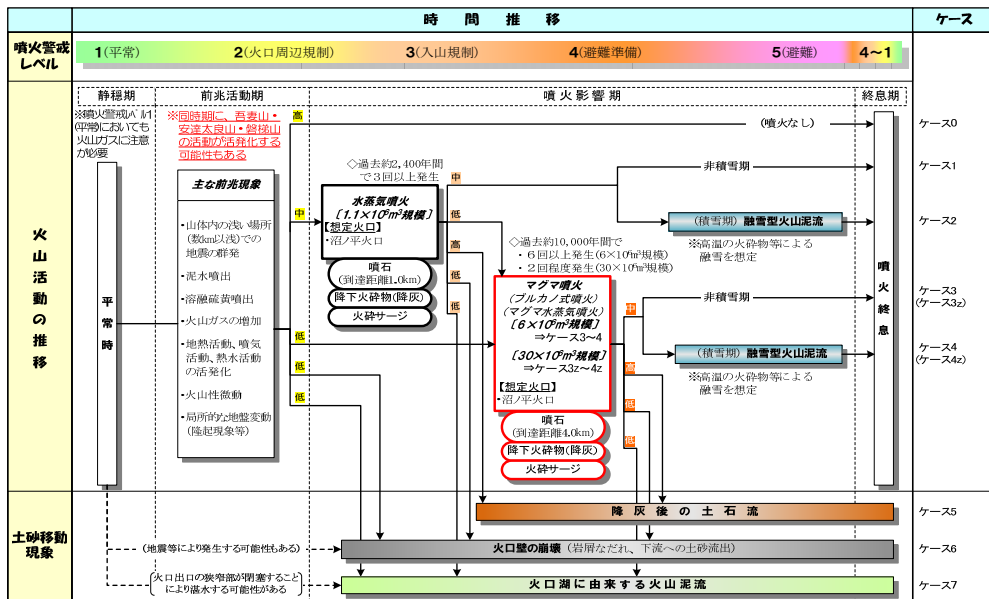 時間推移
ケース
噴火警戒
レベル
1(平常)
2(火口周辺規制)
3(入山規制)
4(避難準備)
5(避難)
4～1
火山活動の推移
静穏期
前兆活動期
噴火影響期
終息期
※噴火警戒レベル1
(平常)においても
火山ガスに注意
が必要
※同時期に、吾妻山・
安達太良山・磐梯山
の活動が活発化する
可能性もある
平常時
主な前兆現象
・山体内の浅い場所
(数km以浅)での
地震の群発
・泥水噴出
・溶融硫黄噴出
・火山ガスの増加
・地熱活動、噴気
活動、熱水活動
の活発化
・火山性微動
・局所的な地盤変動
(隆起現象等)
高
中
低
低
低
◇過去約2,400年間
で3回以上発生
水蒸気噴火
[1.1×10⁶m³規模]
【想定火口】
・沼ノ平火口
噴石
(到達距離1.0km)
降下火砕物(降灰)
火砕サージ
中
低
高
低
低
◇過去約10,000年間で
・6回以上発生(6×10⁶m³規模)
・2回程度発生(30×10⁶m³規模)
マグマ噴火
(ブルカノ式噴火)
(マグマ水蒸気噴火)
[6×10⁶m³規模]
⇒ケース3～4
[30×10⁶m³規模]
⇒ケース3z～4z
【想定火口】
・沼ノ平火口
噴石
(到達距離4.0km)
降下火砕物(降灰)
火砕サージ
中
高
低
低
(噴火なし)
非積雪期
(積雪期)融雪型火山泥流
※高温の火砕物等による
融雪を想定
非積雪期
(積雪期)融雪型火山泥流
※高温の火砕物等による
融雪を想定
噴火終息
ケース0
ケース1
ケース2
ケース3
(ケース3z)
ケース4
(ケース4z)
土砂移動
現象
降灰後の土石流
ケース5
(地震等により発生する可能性もある)
火口壁の崩壊(岩屑なだれ、下流への土砂流出)
ケース6
(火口出口の狭窄部が閉塞すること
により湛水する可能性がある)
火口湖に由来する火山泥流
ケース7